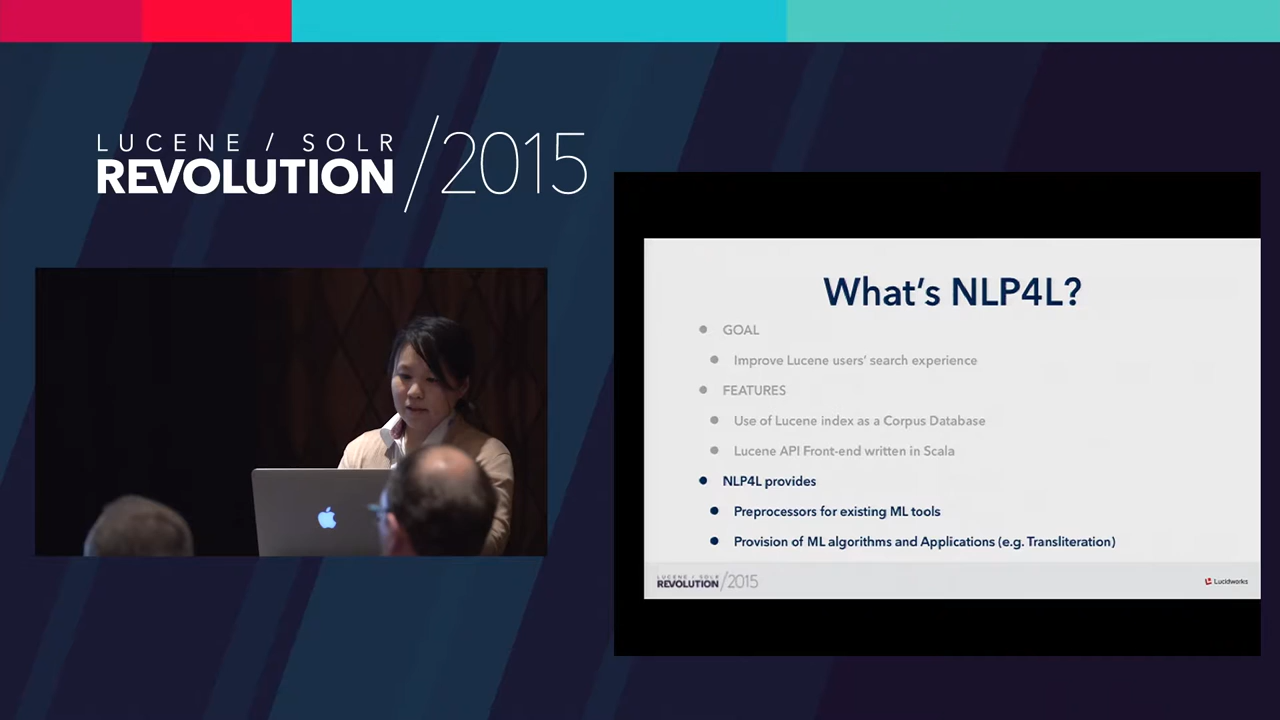 LUCENE / SOLR
REVOLUTION/2015
What's NLP4L?
● GOAL
● Improve Lucene users' search experience
● FEATURES
● Use of Lucene index as a Corpus Database
● Lucene API Front-end written in Scala
● NLP4L provides
● Preprocessors for existing ML tools
● Provision of ML algorithms and Applications (e.g. Transliteration)
LUCENE / SOLR
REVOLUTION/2015
Lucidworks